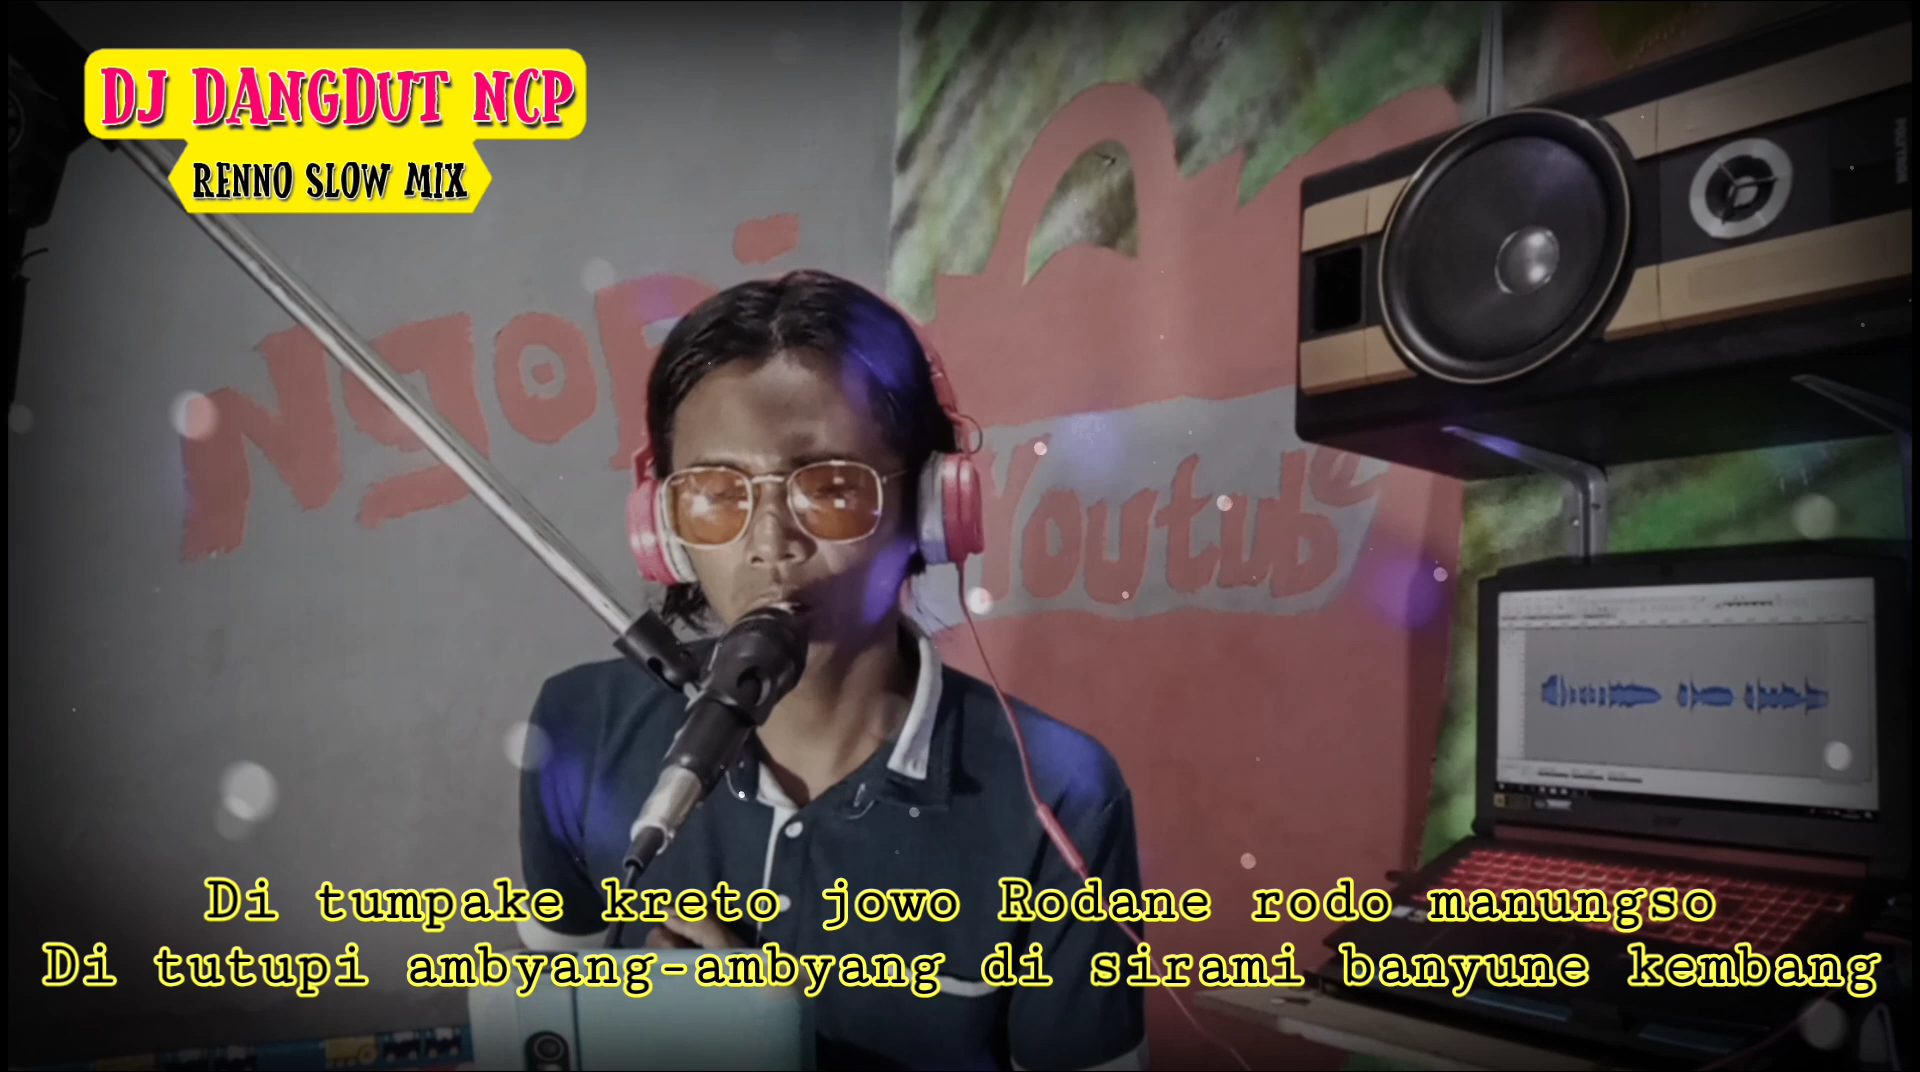 DJ DANGDUT NCP
RENNO SLOW MIX
Ngopi
Youtube
Di tumpake kreto jowo Rodane rodo manungso
Di tutupi ambyang-ambyang di sirami banyune kembang